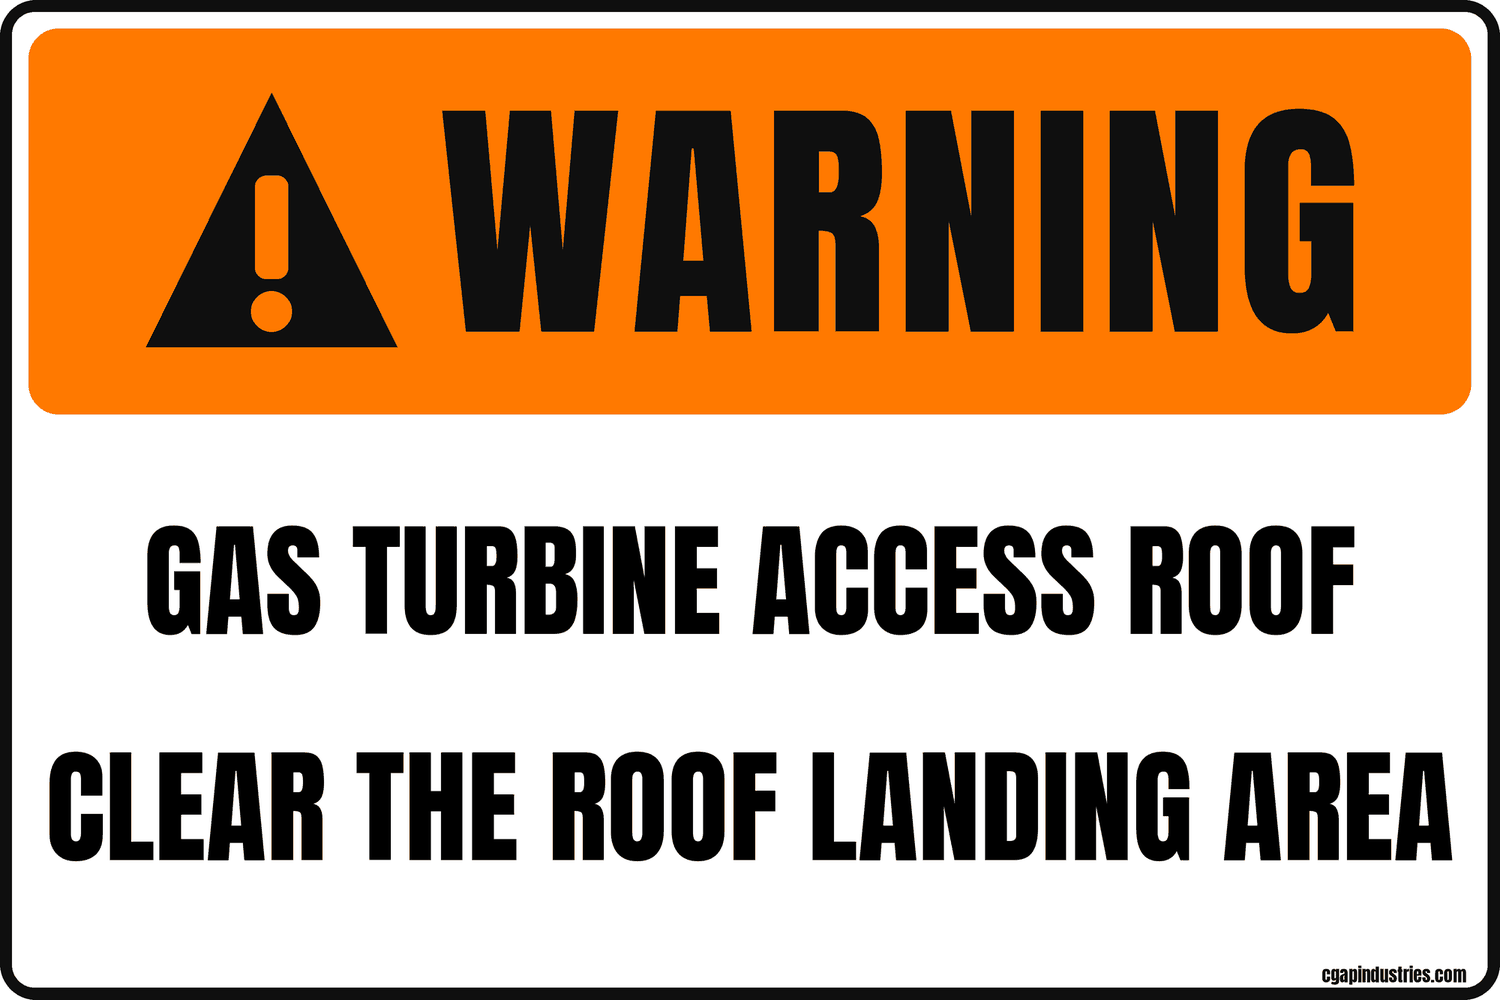 WARNING
GAS TURBINE ACCESS ROOF
CLEAR THE ROOF LANDING AREA
cgapindustries.com